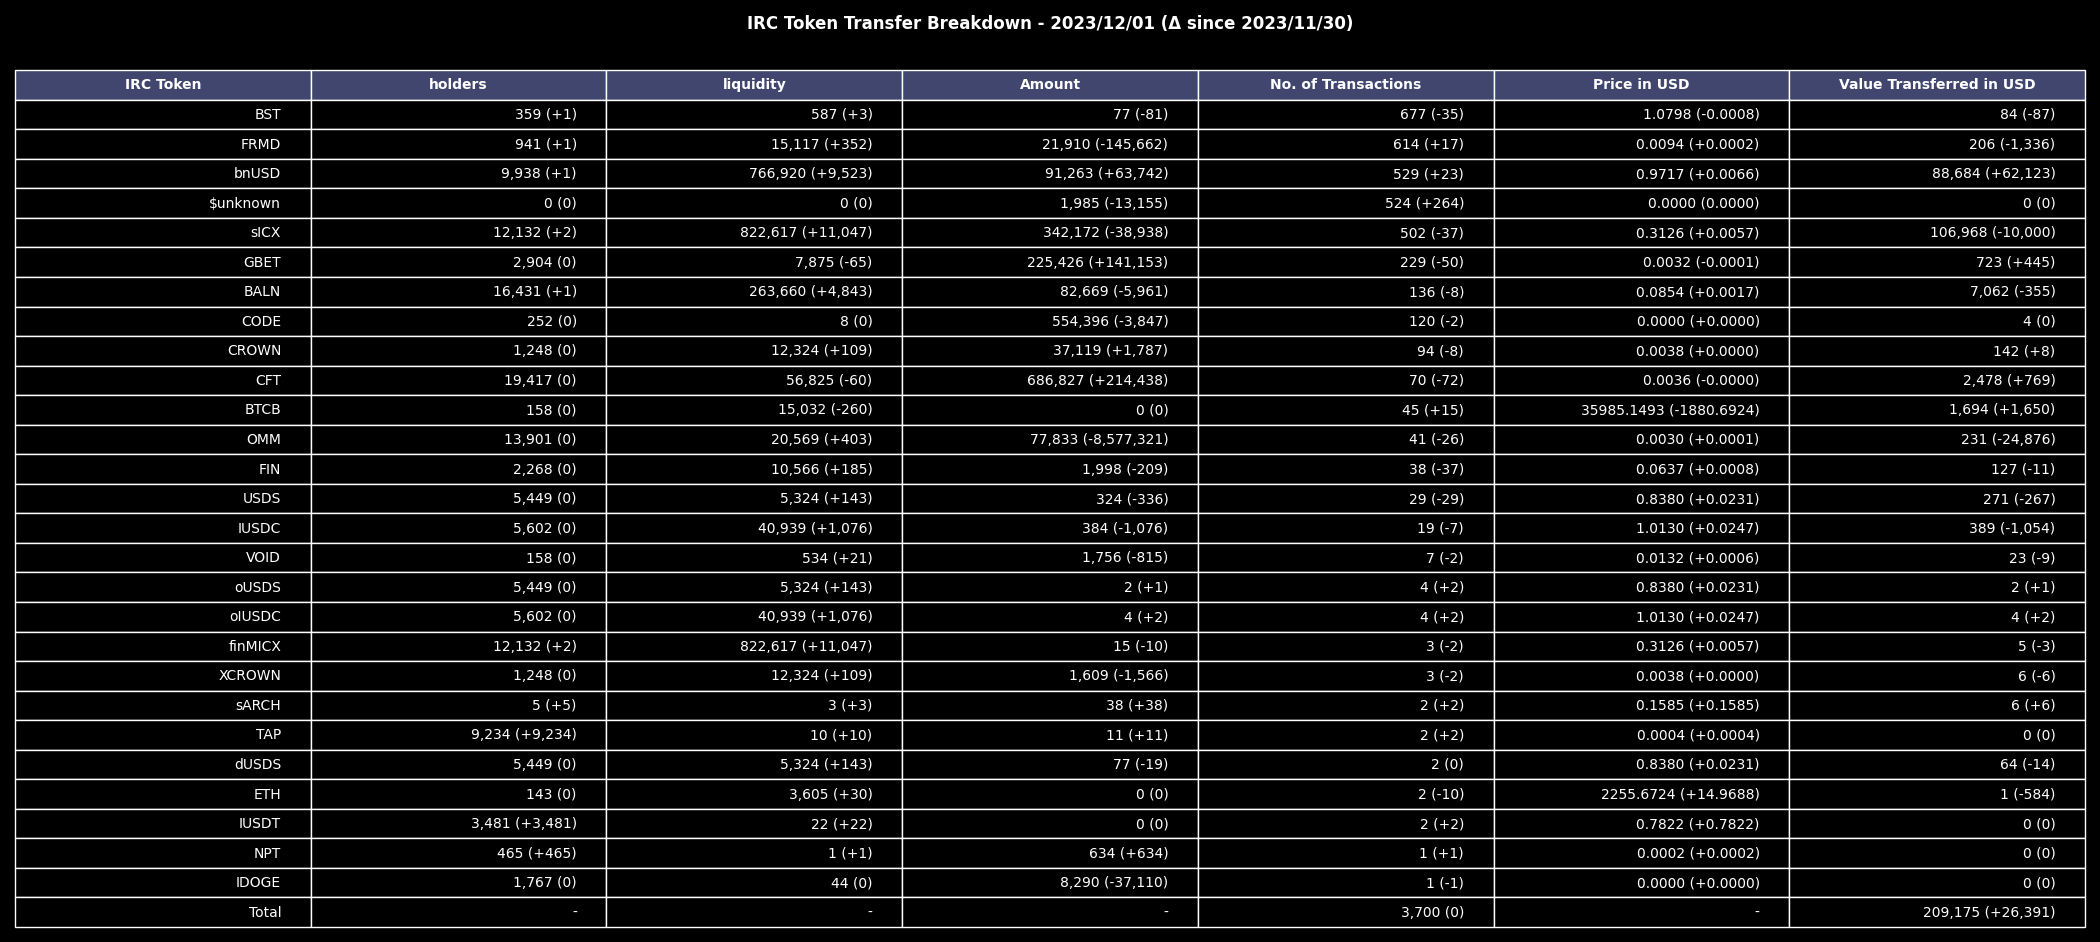 IRC Token Transfer Breakdown - 2023/12/01 (Δ since 2023/11/30)
IRC Token holders liquidity Amount No. of Transactions Price in USD Value Transferred in USD
BST 359 (+1) 587 (+3) 77 (-81) 677 (-35) 1.0798 (-0.0008) 84 (-87)
FRMD 941 (+1) 15,117 (+352) 21,910 (-145,662) 614 (+17) 0.0094 (+0.0002) 206 (-1,336)
bnUSD 9,938 (+1) 766,920 (+9,523) 91,263 (+63,742) 529 (+23) 0.9717 (+0.0066) 88,684 (+62,123)
$unknown 0 (0) 0 (0) 1,985 (-13,155) 524 (+264) 0.0000 (0.0000) 0 (0)
sICX 12,132 (+2) 822,617 (+11,047) 342,172 (-38,938) 502 (-37) 0.3126 (+0.0057) 106,968 (-10,000)
GBET 2,904 (0) 7,875 (-65) 225,426 (+141,153) 229 (-50) 0.0032 (-0.0001) 723 (+445)
BALN 16,431 (+1) 263,660 (+4,843) 82,669 (-5,961) 136 (-8) 0.0854 (+0.0017) 7,062 (-355)
CODE 252 (0) 8 (0) 554,396 (-3,847) 120 (-2) 0.0000 (+0.0000) 4 (0)
CROWN 1,248 (0) 12,324 (+109) 37,119 (+1,787) 94 (-8) 0.0038 (+0.0000) 142 (+8)
CFT 19,417 (0) 56,825 (-60) 686,827 (+214,438) 70 (-72) 0.0036 (-0.0000) 2,478 (+769)
BTCB 158 (0) 15,032 (-260) 0 (0) 45 (+15) 35985.1493 (-1880.6924) 1,694 (+1,650)
OMM 13,901 (0) 20,569 (+403) 77,833 (-8,577,321) 41 (-26) 0.0030 (+0.0001) 231 (-24,876)
FIN 2,268 (0) 10,566 (+185) 1,998 (-209) 38 (-37) 0.0637 (+0.0008) 127 (-11)
USDS 5,449 (0) 5,324 (+143) 324 (-336) 29 (-29) 0.8380 (+0.0231) 271 (-267)
IUSDC 5,602 (0) 40,939 (+1,076) 384 (-1,076) 19 (-7) 1.0130 (+0.0247) 389 (-1,054)
VOID 158 (0) 534 (+21) 1,756 (-815) 7 (-2) 0.0132 (+0.0006) 23 (-9)
oUSDS 5,449 (0) 5,324 (+143) 2 (+1) 4 (+2) 0.8380 (+0.0231) 2 (+1)
oIUSDC 5,602 (0) 40,939 (+1,076) 4 (+2) 4 (+2) 1.0130 (+0.0247) 4 (+2)
finMICX 12,132 (+2) 822,617 (+11,047) 15 (-10) 3 (-2) 0.3126 (+0.0057) 5 (-3)
XCROWN 1,248 (0) 12,324 (+109) 1,609 (-1,566) 3 (-2) 0.0038 (+0.0000) 6 (-6)
sARCH 5 (+5) 3 (+3) 38 (+38) 2 (+2) 0.1585 (+0.1585) 6 (+6)
TAP 9,234 (+9,234) 10 (+10) 11 (+11) 2 (+2) 0.0004 (+0.0004) 0 (0)
dUSDS 5,449 (0) 5,324 (+143) 77 (-19) 2 (0) 0.8380 (+0.0231) 64 (-14)
ETH 143 (0) 3,605 (+30) 0 (0) 2 (-10) 2255.6724 (+14.9688) 1 (-584)
IUSDT 3,481 (+3,481) 22 (+22) 0 (0) 2 (+2) 0.7822 (+0.7822) 0 (0)
NPT 465 (+465) 1 (+1) 634 (+634) 1 (+1) 0.0002 (+0.0002) 0 (0)
IDOGE 1,767 (0) 44 (0) 8,290 (-37,110) 1 (-1) 0.0000 (+0.0000) 0 (0)
Total - - - 3,700 (0) - 209,175 (+26,391)